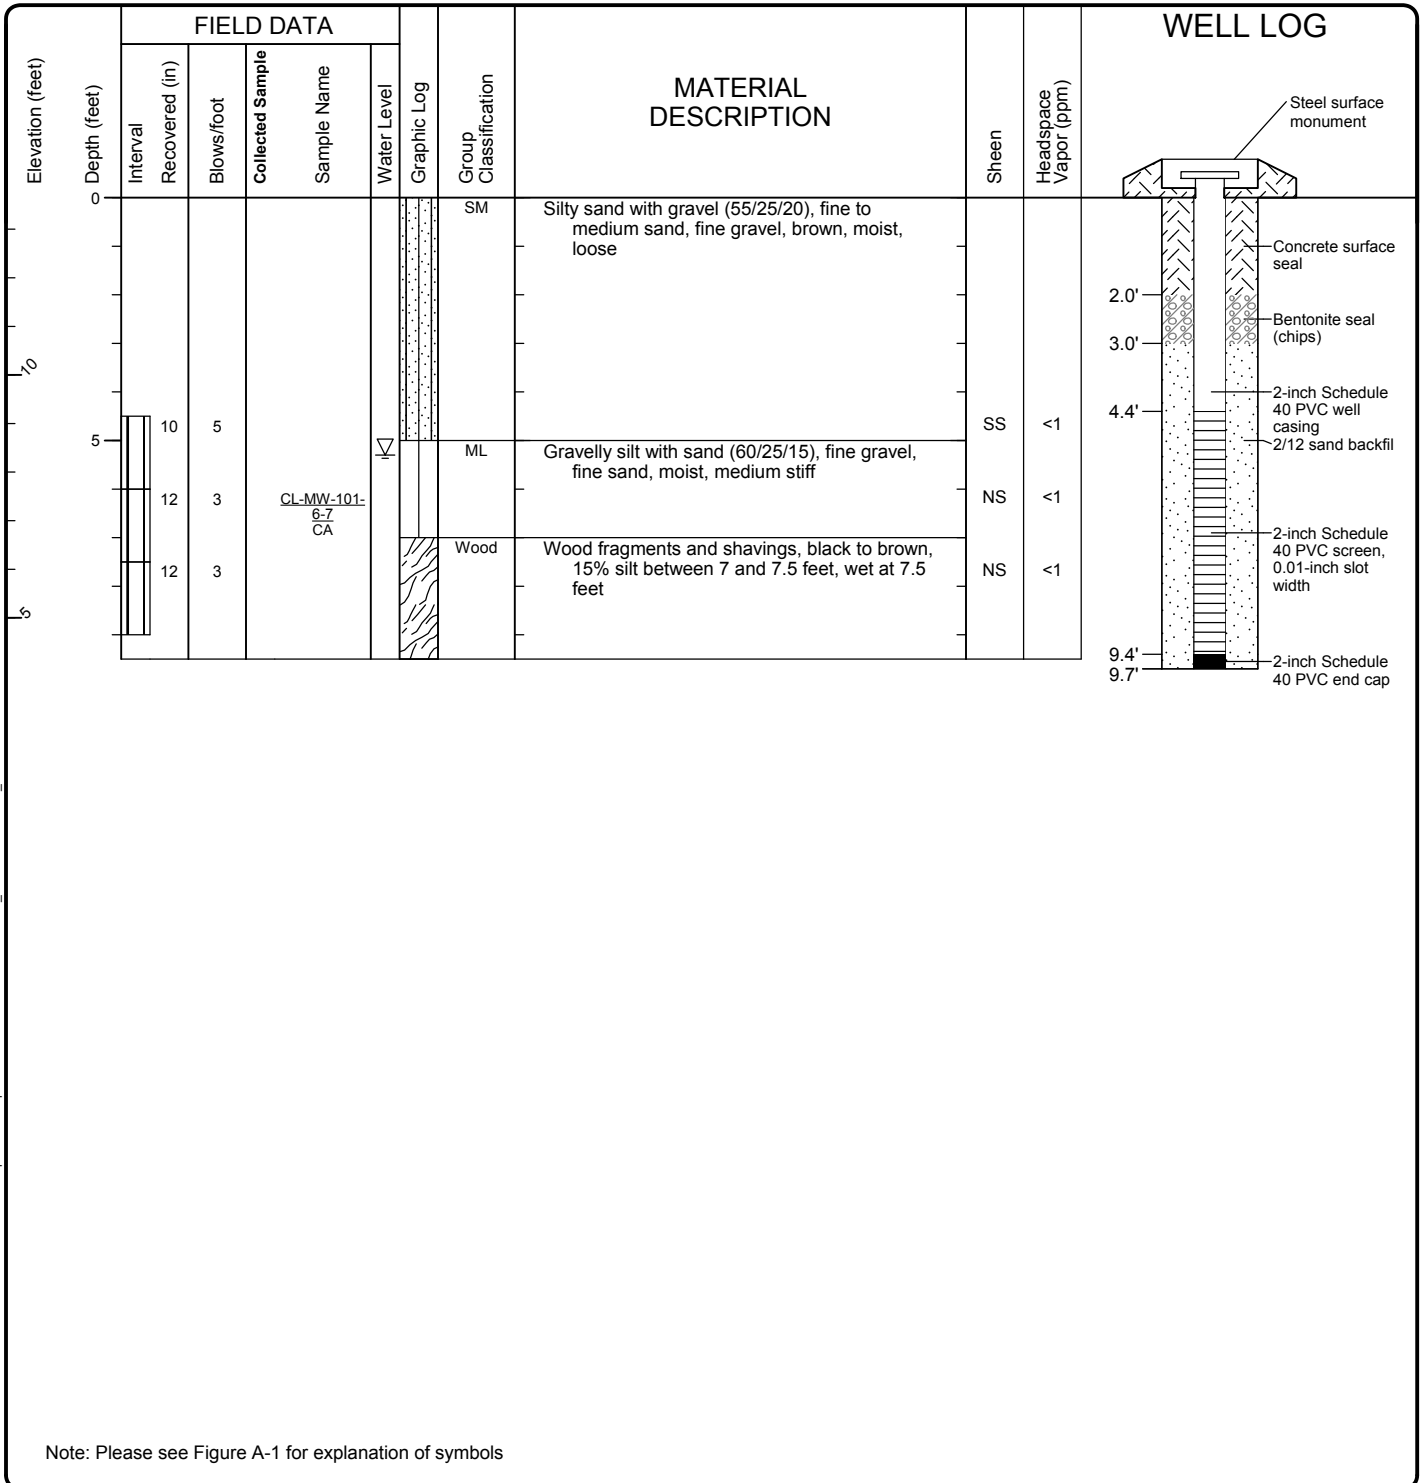 FIELD DATA
WELL LOG
Elevation (feet)
Depth (feet)
Interval
Recovered (in)
Blows/foot
Collected Sample
Sample Name
Water Level
Graphic Log
Group
Classification
MATERIAL
DESCRIPTION
Sheen
Headspace
Vapor (ppm)
Steel surface
monument
0
SM
Silty sand with gravel (55/25/20), fine to
medium sand, fine gravel, brown, moist,
loose
Concrete surface
seal
2.0'
Bentonite seal
(chips)
3.0'
10
2-inch Schedule
40 PVC well
casing
4.4'
10
5
SS
<1
2/12 sand backfil
5
ML
Gravelly silt with sand (60/25/15), fine gravel,
fine sand, moist, medium stiff
12
3
CL-MW-101-
6-7
CA
NS
<1
2-inch Schedule
40 PVC screen,
0.01-inch slot
width
Wood
Wood fragments and shavings, black to brown,
15% silt between 7 and 7.5 feet, wet at 7.5
feet
12
3
NS
<1
5
9.4'
9.7'
2-inch Schedule
40 PVC end cap
Note: Please see Figure A-1 for explanation of symbols